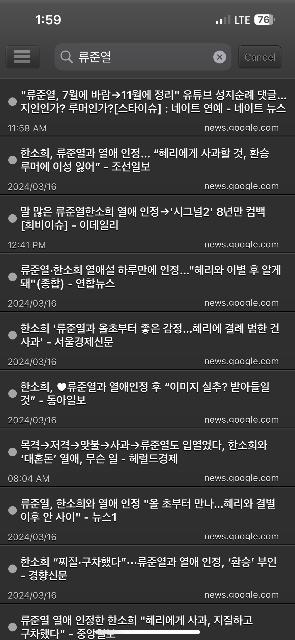 1:59
LTE 76
류준열
Cancel
"류준열, 7월에 바람→11월에 정리" 유튜브 성지순례 댓글...
지인인가? 루머인가?[스타이슈] : 네이트 연예 - 네이트 뉴스
11:58 AM
news.google.com
한소희, 류준열과 열애 인정... “혜리에게 사과할 것, 환승
루머에 이성 잃어” - 조선일보
2024/03/16
news.google.com
말 많은 류준열한소희 열애 인정→'시그널2' 8년만 컴백
[희비이슈] - 이데일리
12:41 PM
news.google.com
류준열·한소희 열애설 하루만에 인정..."혜리와 이별 후 알게
돼"(종합) - 연합뉴스
2024/03/16
news.google.com
한소희 '류준열과 올초부터 좋은 감정...혜리에 결례 범한 건
사과' - 서울경제신문
2024/03/16
news.google.com
한소희, ♥류준열과 열애인정 후 “이미지 실추? 받아들일
것” - 동아일보
2024/03/16
news.google.com
목격→저격→맞불→사과→류준열도 입열었다, 한소희와
‘대혼돈’ 열애, 무슨 일 - 헤럴드경제
08:04 AM
news.google.com
류준열, 한소희와 열애 인정 "올 초부터 만나...혜리와 결별
이후 안 사이" - 뉴스1
2024/03/16
news.google.com
한소희 “찌질·구차했다”…류준열과 열애 인정, ‘환승’ 부인
- 경향신문
2024/03/16
news.google.com
류준열 열애 인정한 한소희 "혜리에게 사과, 지질하고
구차했다" - 중앙일보